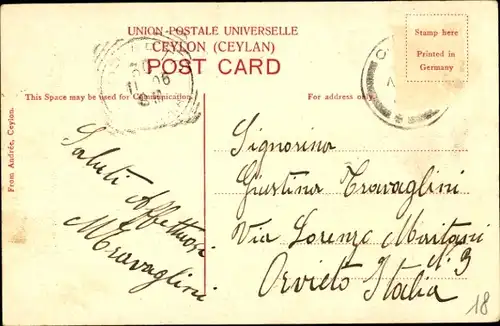 UNION POSTALE UNIVERSELLE
CEYLON (CEYLAN)
POST CARD
Stamp here
Printed in
Germany
This Space may be used for Communication.
For address only.
From Andrée, Ceylon.
Saluti Affettuosi
MTravaglini
Signorina
Giustina Travaglini
Via Lorenzo Maitani
N. 3
Orvieto Italia
18